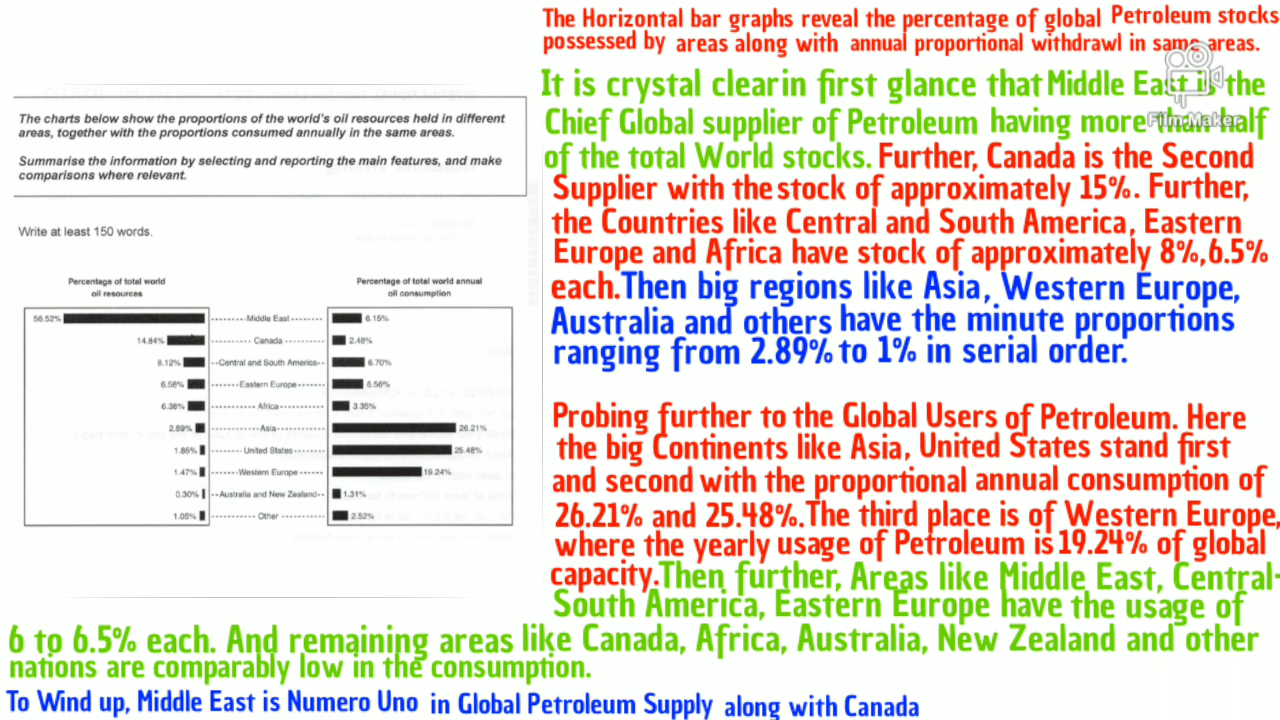 The charts below show the proportions of the world's oil resources held in different
areas, together with the proportions consumed annually in the same areas.
Summarise the information by selecting and reporting the main features, and make
comparisons where relevant.
Write at least 150 words.
Percentage of total world
oil resources
Percentage of total world annual
oil consumption
56.52% Middle East 6.15%
14.84% Canada 2.48%
8.12% Central and South America 6.70%
6.58% Eastern Europe 6.56%
6.36% Africa 3.35%
2.89% Asia 26.21%
1.85% United States 25.48%
1.47% Western Europe 19.24%
0.30% Australia and New Zealand 1.31%
1.05% Other 2.52%
The Horizontal bar graphs reveal the percentage of global Petroleum stocks
possessed by areas along with annual proportional withdrawl in same areas.
It is crystal clearin first glance that Middle East is the
Chief Global supplier of Petroleum having more than half
of the total World stocks. Further, Canada is the Second
Supplier with the stock of approximately 15%. Further,
the Countries like Central and South America, Eastern
Europe and Africa have stock of approximately 8%,6.5%
each.Then big regions like Asia, Western Europe,
Australia and others have the minute proportions
ranging from 2.89% to 1% in serial order.
Probing further to the Global Users of Petroleum. Here
the big Continents like Asia, United States stand first
and second with the proportional annual consumption of
26.21% and 25.48%.The third place is of Western Europe,
where the yearly usage of Petroleum is 19.24% of global
capacity.Then further, Areas like Middle East, Central-
South America, Eastern Europe have the usage of
6 to 6.5% each. And remaining areas like Canada, Africa, Australia, New Zealand and other
nations are comparably low in the consumption.
To Wind up, Middle East is Numero Uno in Global Petroleum Supply along with Canada
Film Maker